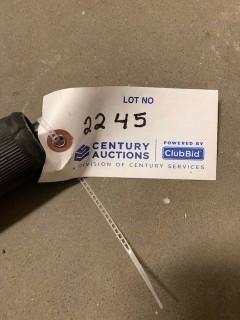 LOT NO
2245
CENTURY AUCTIONS
POWERED BY
ClubBid
DIVISION OF CENTURY SERVICES